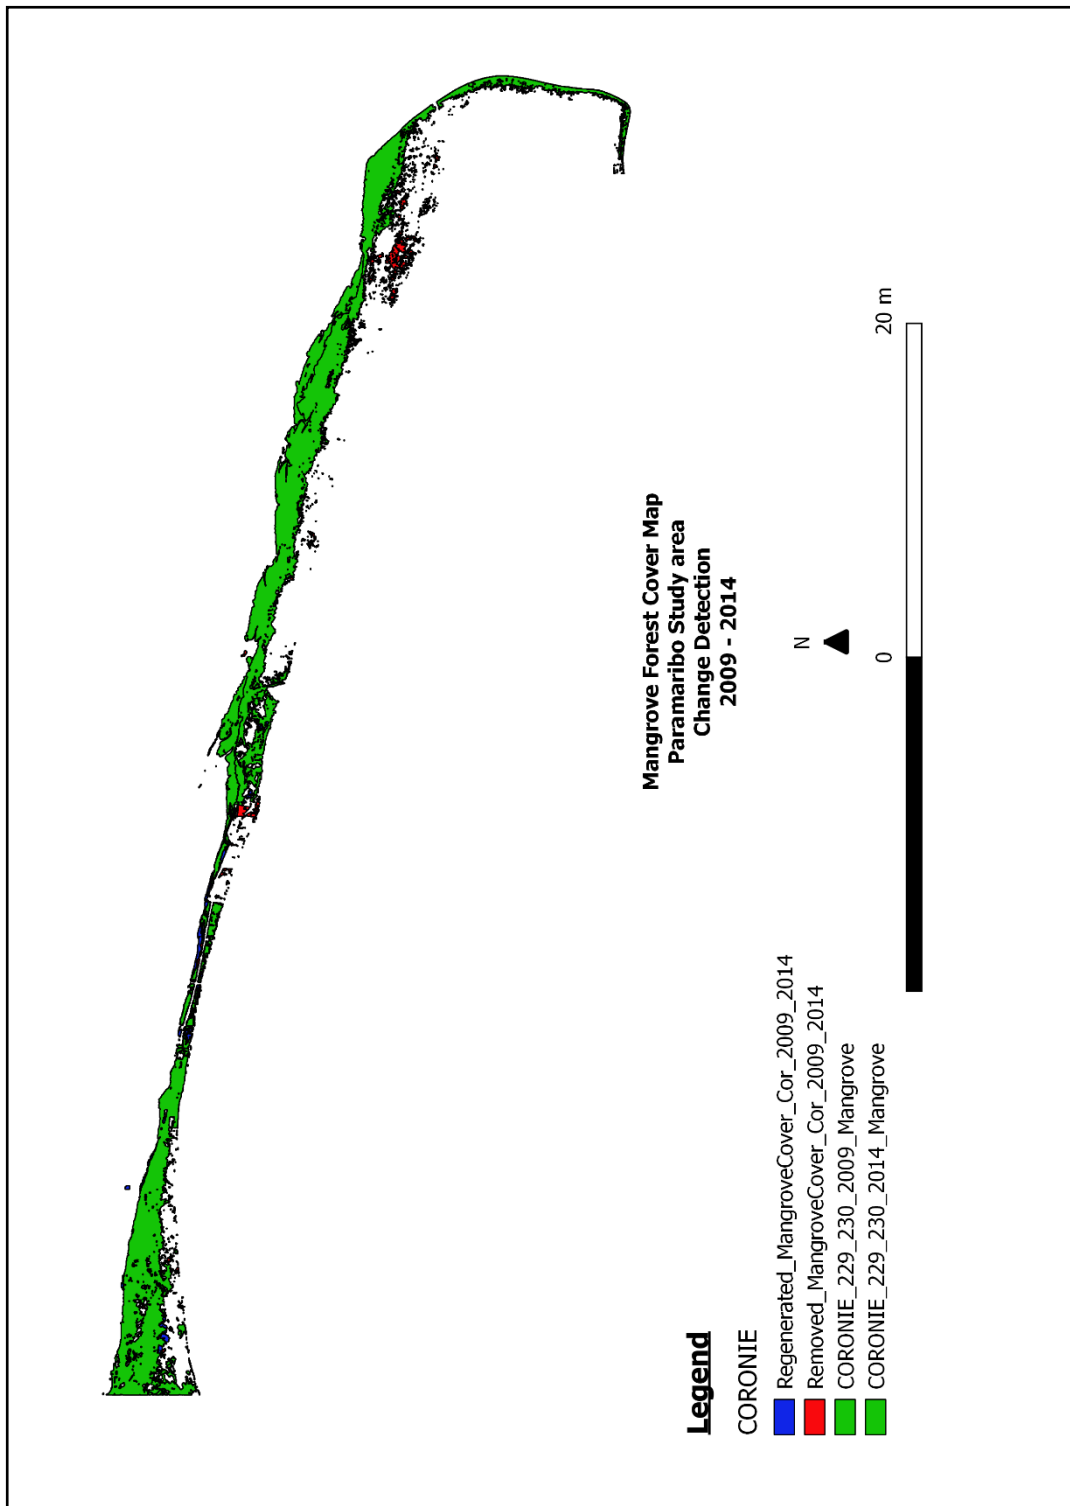 Mangrove Forest Cover Map
Paramaribo Study area
Change Detection
2009 - 2014
N
0
20 m
Legend
CORONIE
Regenerated_MangroveCover_Cor_2009_2014
Removed_MangroveCover_Cor_2009_2014
CORONIE_229_230_2009_Mangrove
CORONIE_229_230_2014_Mangrove